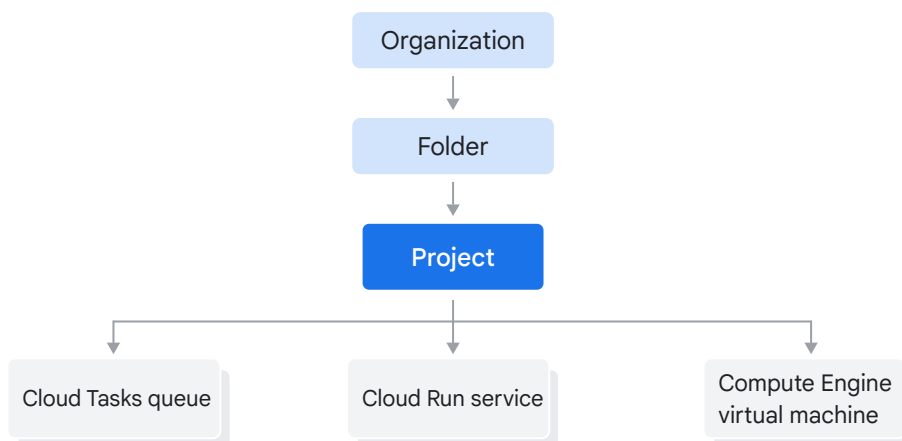 Organization
Folder
Project
Cloud Tasks queue
Cloud Run service
Compute Engine
virtual machine